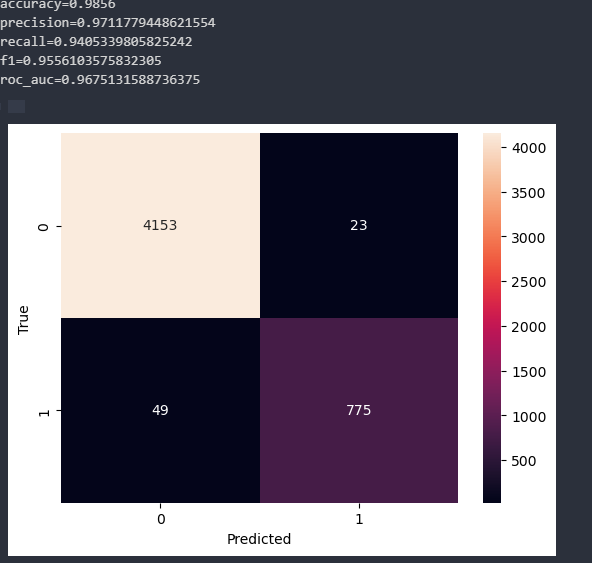 accuracy=0.9856
precision=0.9711779448621554
recall=0.9405339805825242
f1=0.9556103575832305
roc_auc=0.9675131588736375
4000
3500
3000
2500
2000
1500
1000
500
True
0
4153 23
1
49 775
0 1
Predicted